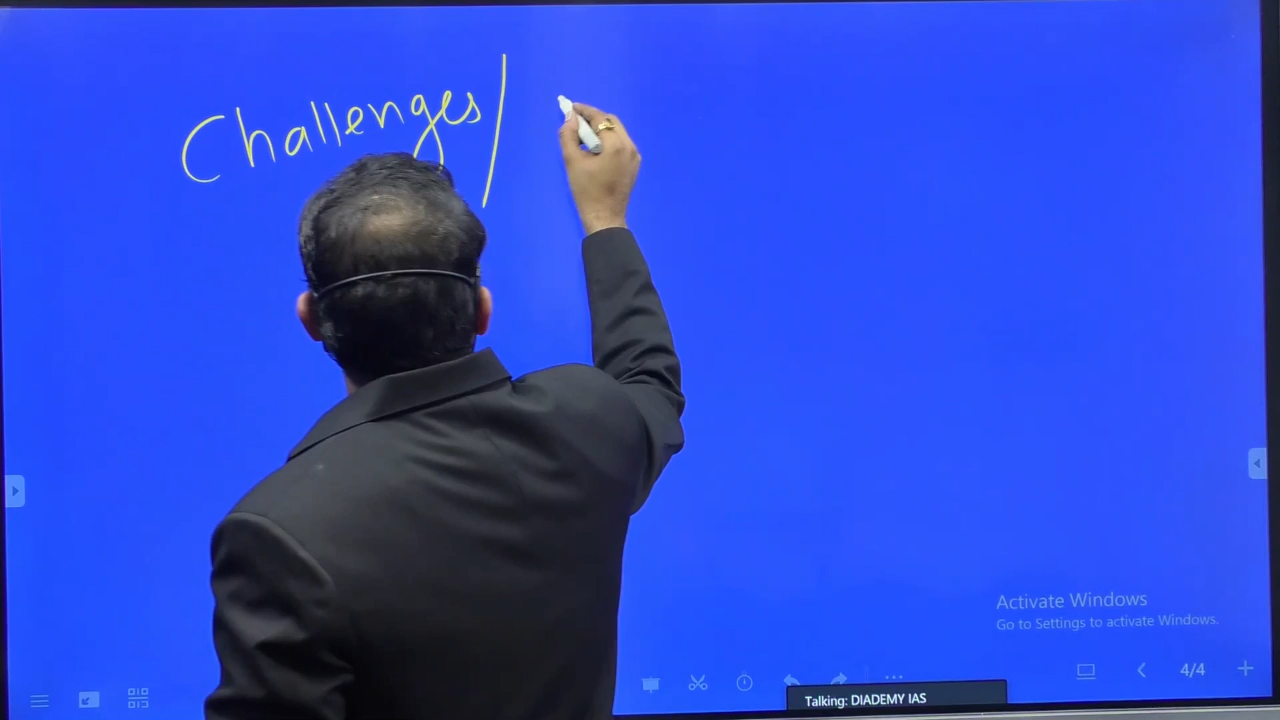 Challenges/
Activate Windows
Go to Settings to activate Windows.
4/4
Talking: DIADEMY IAS